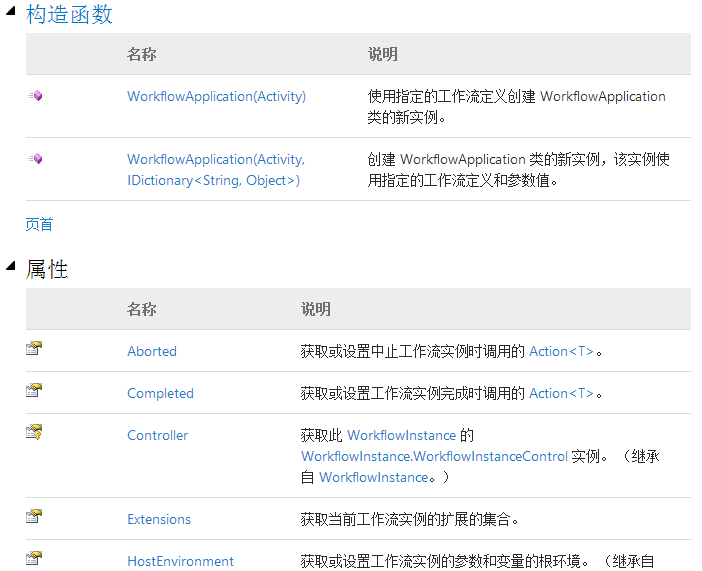 构造函数
名称 说明
WorkflowApplication(Activity) 使用指定的工作流定义创建 WorkflowApplication
类的新实例。
WorkflowApplication(Activity, 创建 WorkflowApplication 类的新实例，该实例使
IDictionary<String, Object>) 用指定的工作流定义和参数值。
页首
属性
名称 说明
Aborted 获取或设置中止工作流实例时调用的 Action<T>。
Completed 获取或设置工作流实例完成时调用的 Action<T>。
Controller 获取此 WorkflowInstance 的
WorkflowInstance.WorkflowInstanceControl 实例。 （继承
自 WorkflowInstance。）
Extensions 获取当前工作流实例的扩展的集合。
HostEnvironment 获取或设置工作流实例的参数和变量的根环境。 （继承自